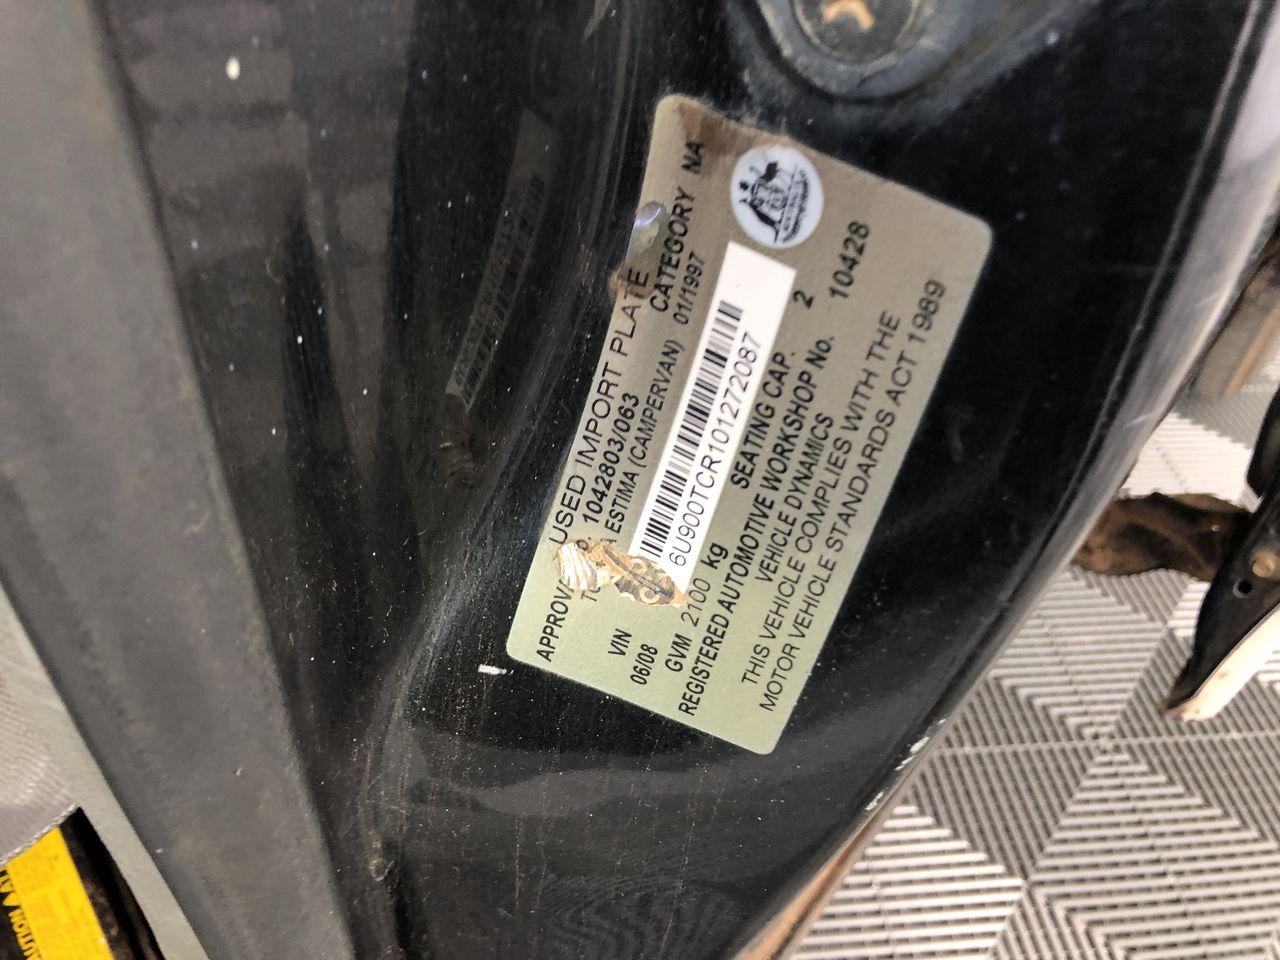 USED IMPORT PLATE
1042803/063 CATEGORY NA
ESTIMA (CAMPERVAN) 01/1997
VIN 6U900TCR101272087
06/08
GVM 2100 kg SEATING CAP. 2
REGISTERED AUTOMOTIVE WORKSHOP No. 10428
VEHICLE DYNAMICS
THIS VEHICLE COMPLIES WITH THE
MOTOR VEHICLE STANDARDS ACT 1989